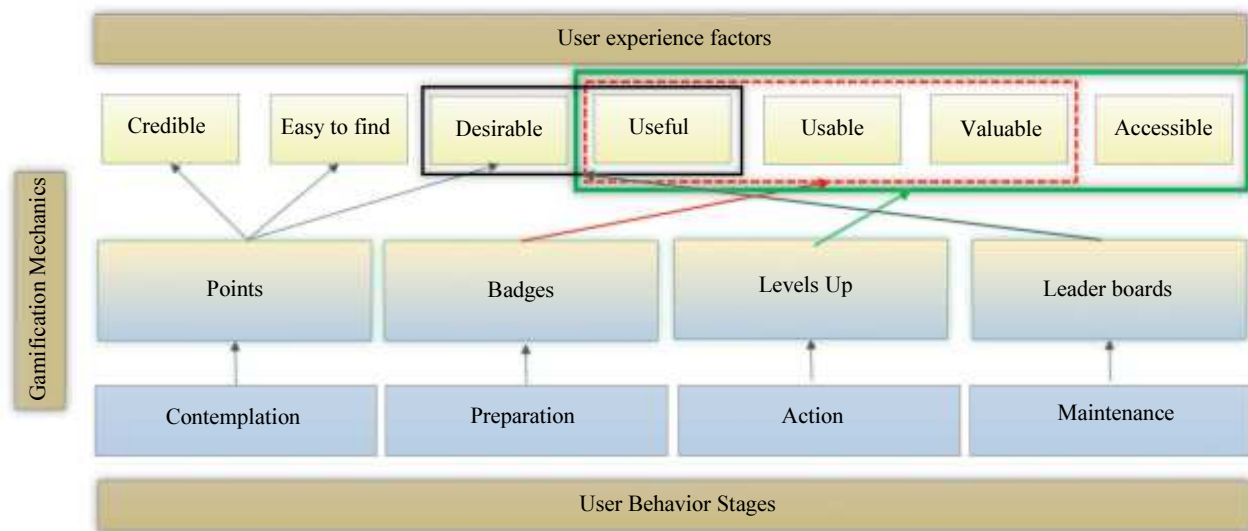 User experience factors
Credible
Easy to find
Desirable
Useful
Usable
Valuable
Accessible
Gamification Mechanics
Points
Badges
Levels Up
Leader boards
Contemplation
Preparation
Action
Maintenance
User Behavior Stages